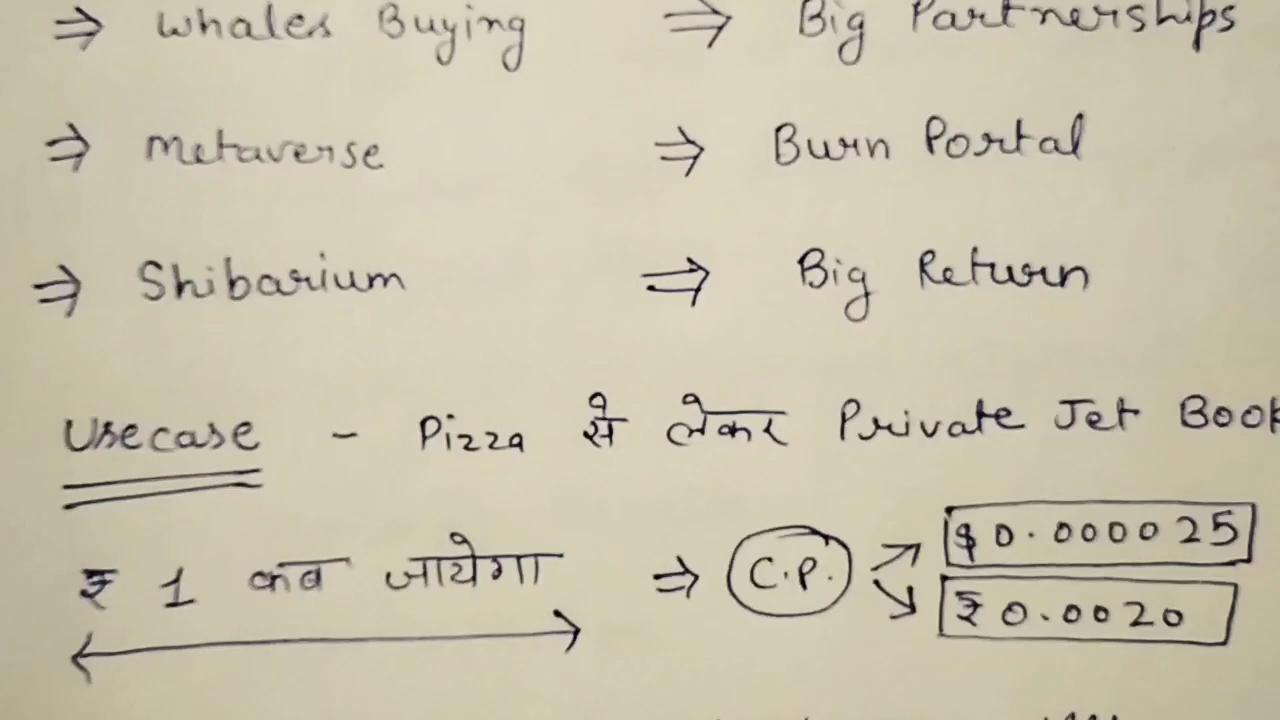 ⇒ Whales Buying ⇒ Big Partnerships
⇒ Metaverse ⇒ Burn Portal
⇒ Shibarium ⇒ Big Return
Usecase - Pizza से लेकर Private Jet Book
₹ 1 कब जायेगा ⇒ C.P. $0.000025
₹0.0020